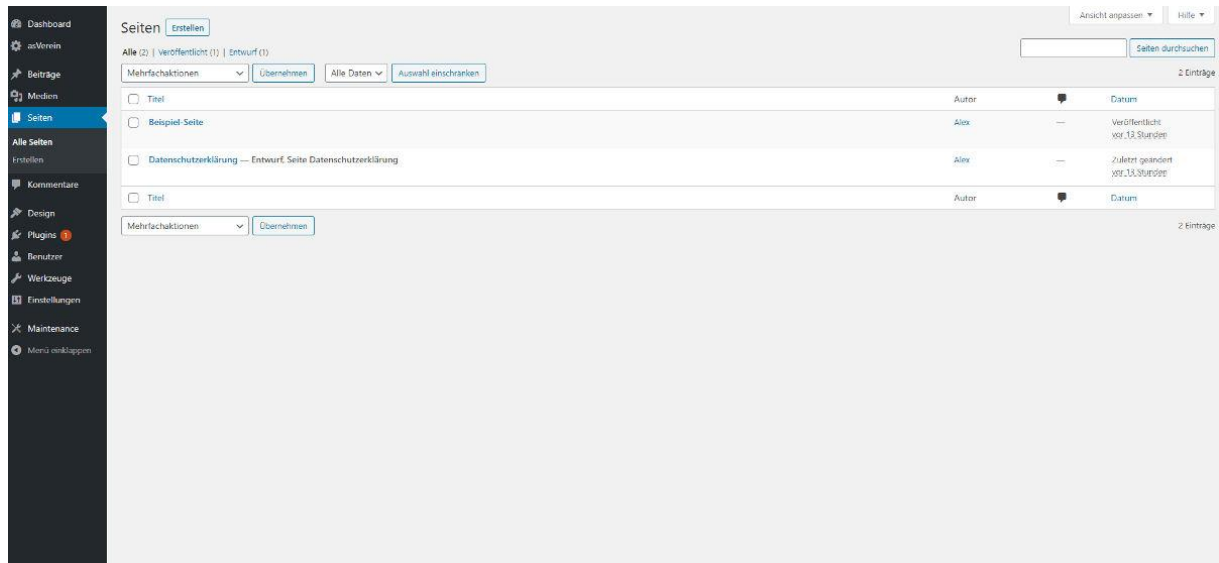 Dashboard
asVerein
Beiträge
Medien
Seiten
Alle Seiten
Erstellen
Kommentare
Design
Plugins 1
Benutzer
Werkzeuge
Einstellungen
Maintenance
Menü einklappen
Ansicht anpassen Hilfe
Seiten Erstellen
Alle (2) | Veröffentlicht (1) | Entwurf (1)
Seiten durchsuchen
Mehrfachaktionen Übernehmen Alle Daten Auswahl einschränken 2 Einträge
Titel Autor Datum
Beispiel-Seite Alex — Veröffentlicht
vor 13 Stunden
Datenschutzerklärung — Entwurf, Seite Datenschutzerklärung Alex — Zuletzt geändert
vor 13 Stunden
Titel Autor Datum
Mehrfachaktionen Übernehmen 2 Einträge